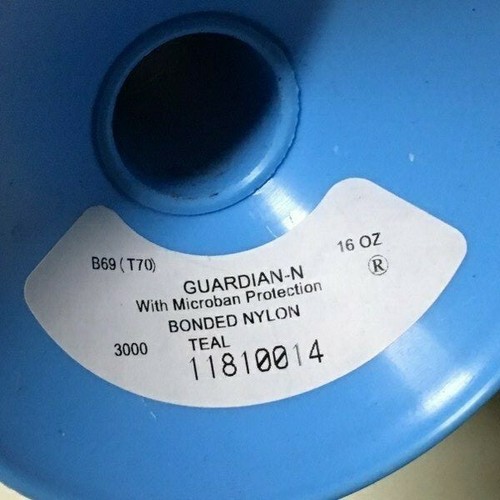 B69 (T70)
16 OZ
GUARDIAN-N
®
With Microban Protection
BONDED NYLON
3000 TEAL
11810014